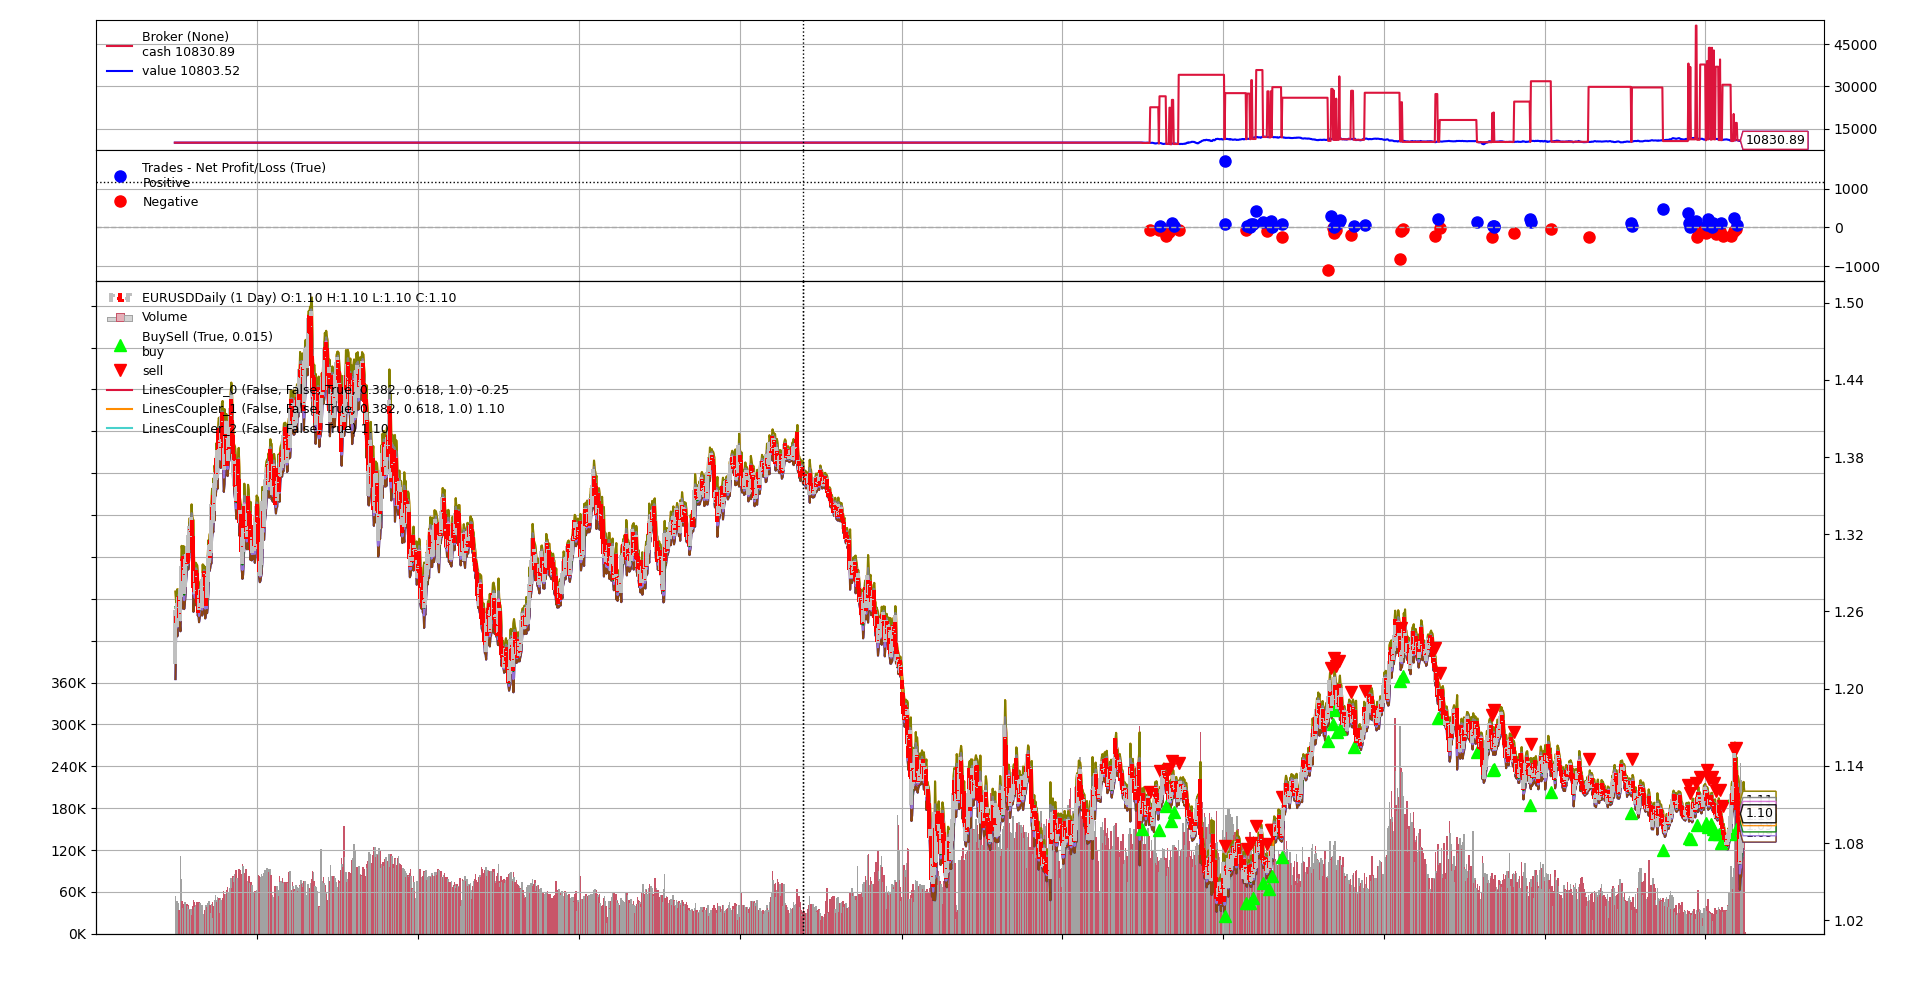 Broker (None)
cash 10830.89
value 10803.52
45000
30000
15000
10830.89
Trades - Net Profit/Loss (True)
Positive
Negative
1000
0
−1000
EURUSDDaily (1 Day) O:1.10 H:1.10 L:1.10 C:1.10
Volume
BuySell (True, 0.015)
buy
sell
LinesCoupler_0 (False, False, True, 0.382, 0.618, 1.0) -0.25
LinesCoupler_1 (False, False, True, 0.382, 0.618, 1.0) 1.10
LinesCoupler_2 (False, False, True) 1.10
1.50
1.44
1.38
1.32
1.26
1.20
1.14
1.08
1.02
1.10
360K
300K
240K
180K
120K
60K
0K